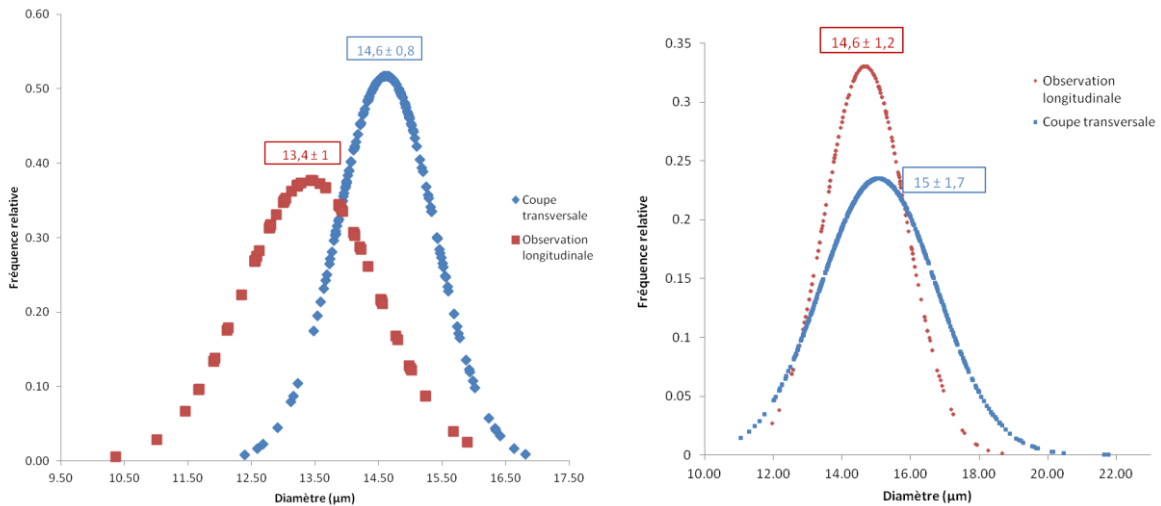 0.60
0.50
0.40
0.30
0.20
0.10
0.00
Fréquence relative
9.50 10.50 11.50 12.50 13.50 14.50 15.50 16.50 17.50
Diamètre (µm)
14,6 ± 0,8
13,4 ± 1
Coupe
transversale
Observation
longitudinale
0.35
0.3
0.25
0.2
0.15
0.1
0.05
0
Fréquence relative
10.00 12.00 14.00 16.00 18.00 20.00 22.00
Diamètre (µm)
14,6 ± 1,2
15 ± 1,7
Observation
longitudinale
Coupe transversale